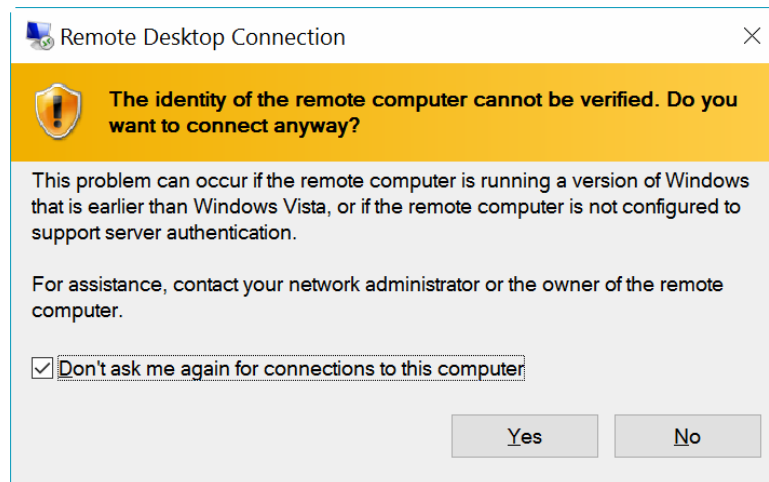 Remote Desktop Connection
The identity of the remote computer cannot be verified. Do you
want to connect anyway?
This problem can occur if the remote computer is running a version of Windows
that is earlier than Windows Vista, or if the remote computer is not configured to
support server authentication.
For assistance, contact your network administrator or the owner of the remote
computer.
Don't ask me again for connections to this computer
Yes No